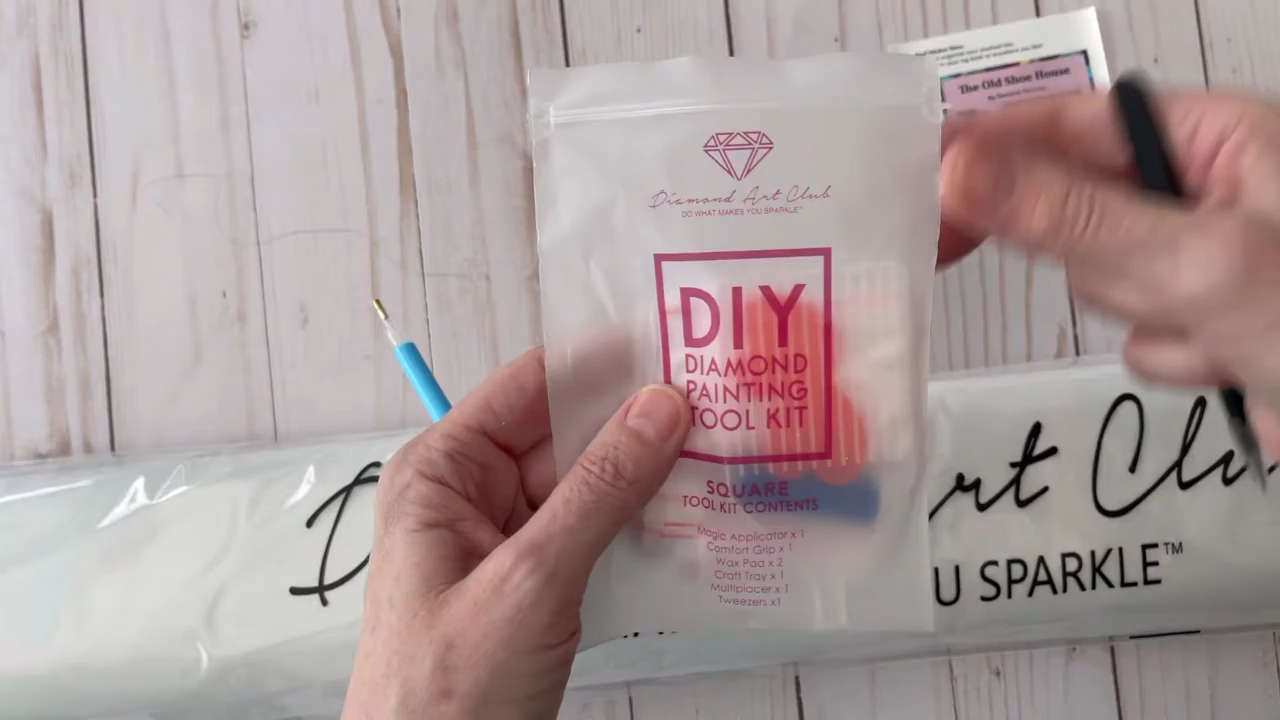 The Old Shoe House
Diamond Art Club
DO WHAT MAKES YOU SPARKLE™
DIY
DIAMOND
PAINTING
TOOL KIT
SQUARE
TOOL KIT CONTENTS
Magic Applicator x 1
Comfort Grip x 1
Wax Pad x 2
Craft Tray x 1
Multiplacer x 1
Tweezers x1
D
rt Clu
U SPARKLE™